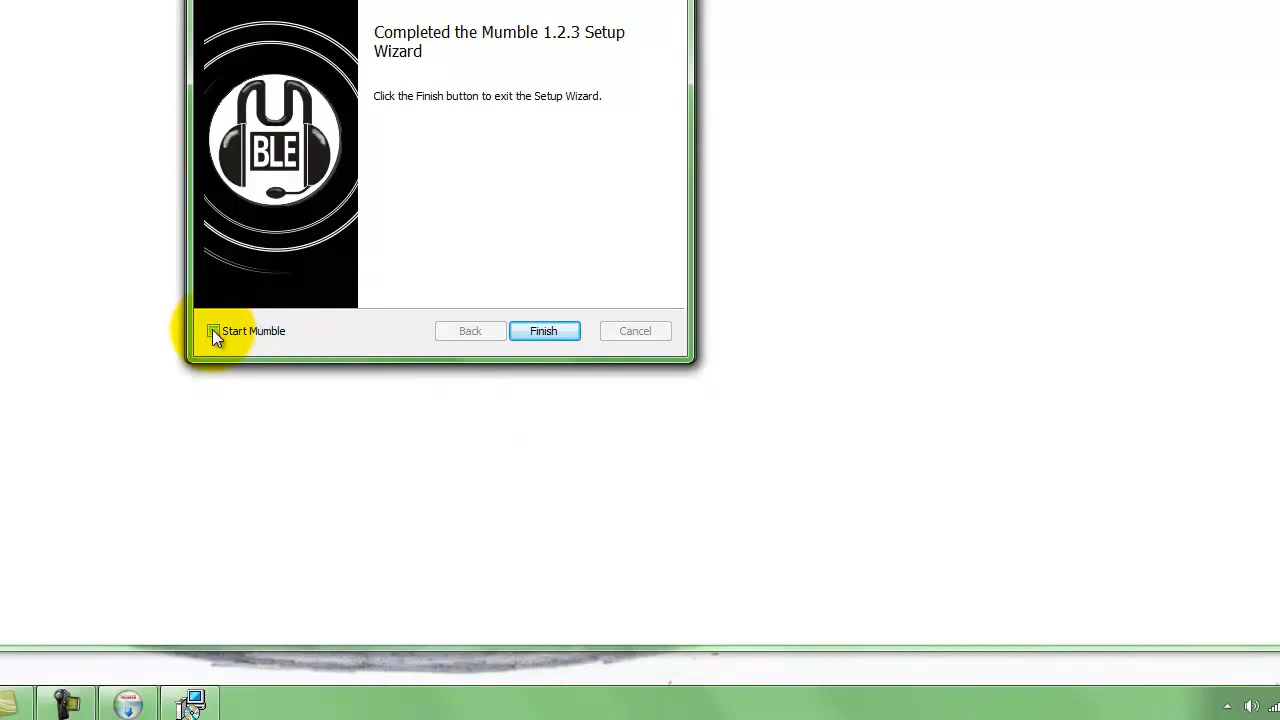 Completed the Mumble 1.2.3 Setup
Wizard
Click the Finish button to exit the Setup Wizard.
BLE
Start Mumble
Back
Finish
Cancel